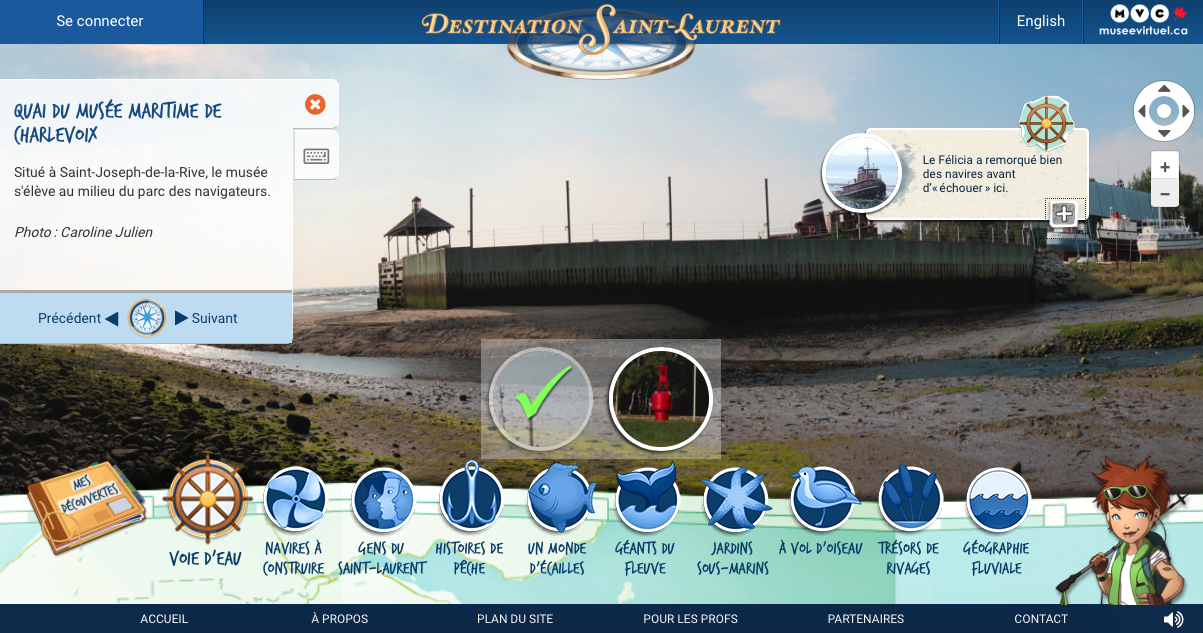 Se connecter
DESTINATION SAINT-LAURENT
English
MVC
museevirtuel.ca
QUAI DU MUSÉE MARITIME DE
CHARLEVOIX
Situé à Saint-Joseph-de-la-Rive, le musée
s'élève au milieu du parc des navigateurs.
Photo : Caroline Julien
Précédent
Suivant
Le Félicia a remorqué bien
des navires avant
d'« échouer » ici.
MES
DÉCOUVERTES
VOIE D'EAU
NAVIRES À
CONSTRUIRE
GENS DU
SAINT-LAURENT
HISTOIRES DE
PÊCHE
UN MONDE
D'ÉCAILLES
GÉANTS DU
FLEUVE
JARDINS
SOUS-MARINS
À VOL D'OISEAU
TRÉSORS DE
RIVAGES
GÉOGRAPHIE
FLUVIALE
ACCUEIL
À PROPOS
PLAN DU SITE
POUR LES PROFS
PARTENAIRES
CONTACT